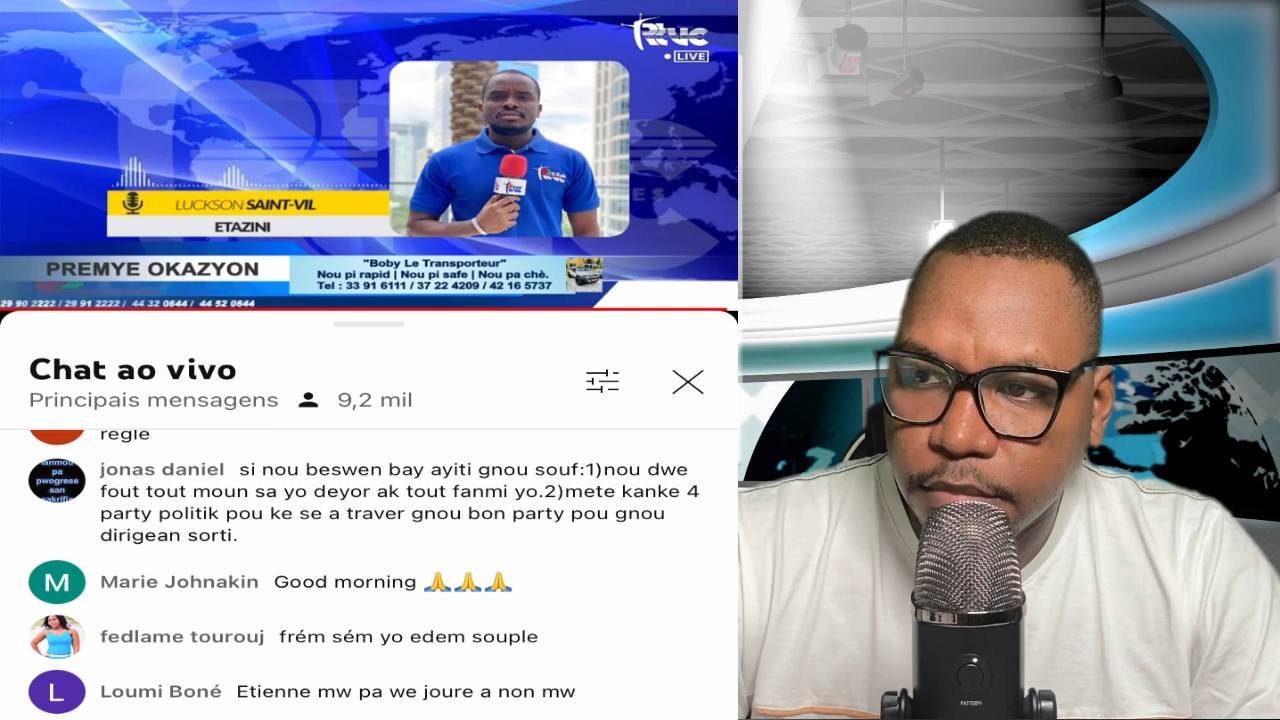 RTVC
LIVE
LUCKSON SAINT-VIL
ETAZINI
PREMYE OKAZYON
"Boby Le Transporteur"
Nou pi rapid | Nou pi safe | Nou pa chè.
Tel : 33 91 6111 / 37 22 4209 / 42 16 5737
29 90 2222 / 29 91 2222 / 44 32 0644 / 44 52 0644
Chat ao vivo
Principais mensagens 9,2 mil
regle
pa
pwogrese
san
jonas daniel si nou beswen bay ayiti gnou souf:1)nou dwe
fout tout moun sa yo deyor ak tout fanmi yo.2)mete kanke 4
party politik pou ke se a traver gnou bon party pou gnou
dirigean sorti.
M
Marie Johnakin Good morning 🙏🙏🙏
fedlame tourouj frém sém yo edem souple
L
Loumi Boné Etienne mw pa we joure a non mw
PATTERN